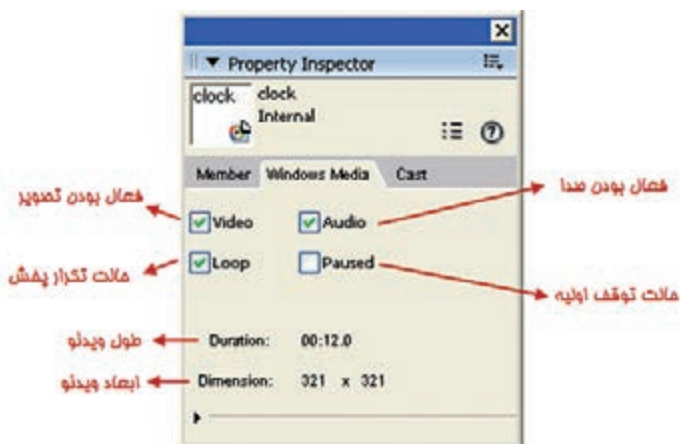 Property Inspector
clock
clock
Internal
Member
Windows Media
Cast
فعال بودن تصویر
Video
Audio
فعال بودن صدا
حالت تکرار پخش
Loop
Paused
حالت توقف اولیه
طول ویدئو
Duration: 00:12.0
ابعاد ویدئو
Dimension: 321 x 321